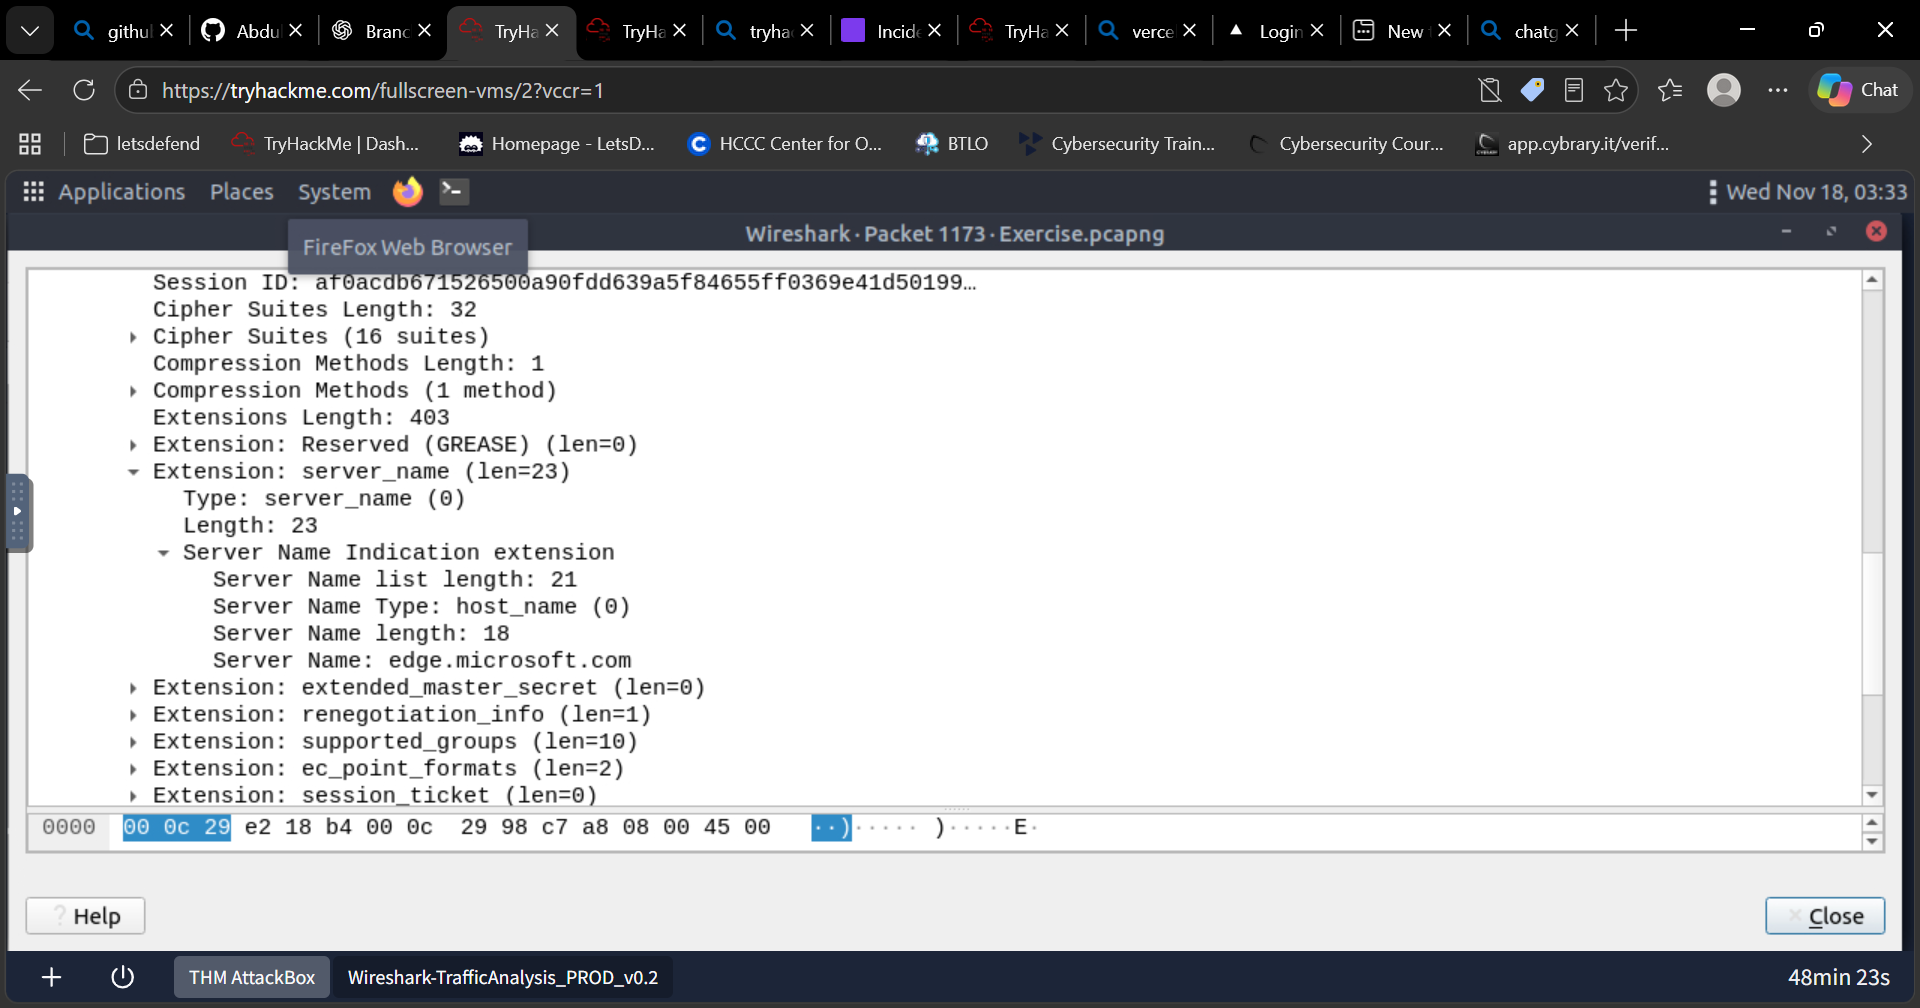 githul
Abdul
Branc
TryHa
TryHa
tryha
Incide
TryHa
verce
Login
New
chatg
https://tryhackme.com/fullscreen-vms/2?vccr=1
Chat
letsdefend
TryHackMe | Dash...
Homepage - LetsD...
HCCC Center for O...
BTLO
Cybersecurity Train...
Cybersecurity Cour...
app.cybrary.it/verif...
Applications Places System
Wed Nov 18, 03:33
FireFox Web Browser
Wireshark · Packet 1173 · Exercise.pcapng
Session ID: af0acdb671526500a90fdd639a5f84655ff0369e41d50199…
Cipher Suites Length: 32
Cipher Suites (16 suites)
Compression Methods Length: 1
Compression Methods (1 method)
Extensions Length: 403
Extension: Reserved (GREASE) (len=0)
Extension: server_name (len=23)
Type: server_name (0)
Length: 23
Server Name Indication extension
Server Name list length: 21
Server Name Type: host_name (0)
Server Name length: 18
Server Name: edge.microsoft.com
Extension: extended_master_secret (len=0)
Extension: renegotiation_info (len=1)
Extension: supported_groups (len=10)
Extension: ec_point_formats (len=2)
Extension: session_ticket (len=0)
0000 00 0c 29 e2 18 b4 00 0c 29 98 c7 a8 08 00 45 00 ··)····· )·····E·
? Help
× Close
THM AttackBox
Wireshark-TrafficAnalysis_PROD_v0.2
48min 23s